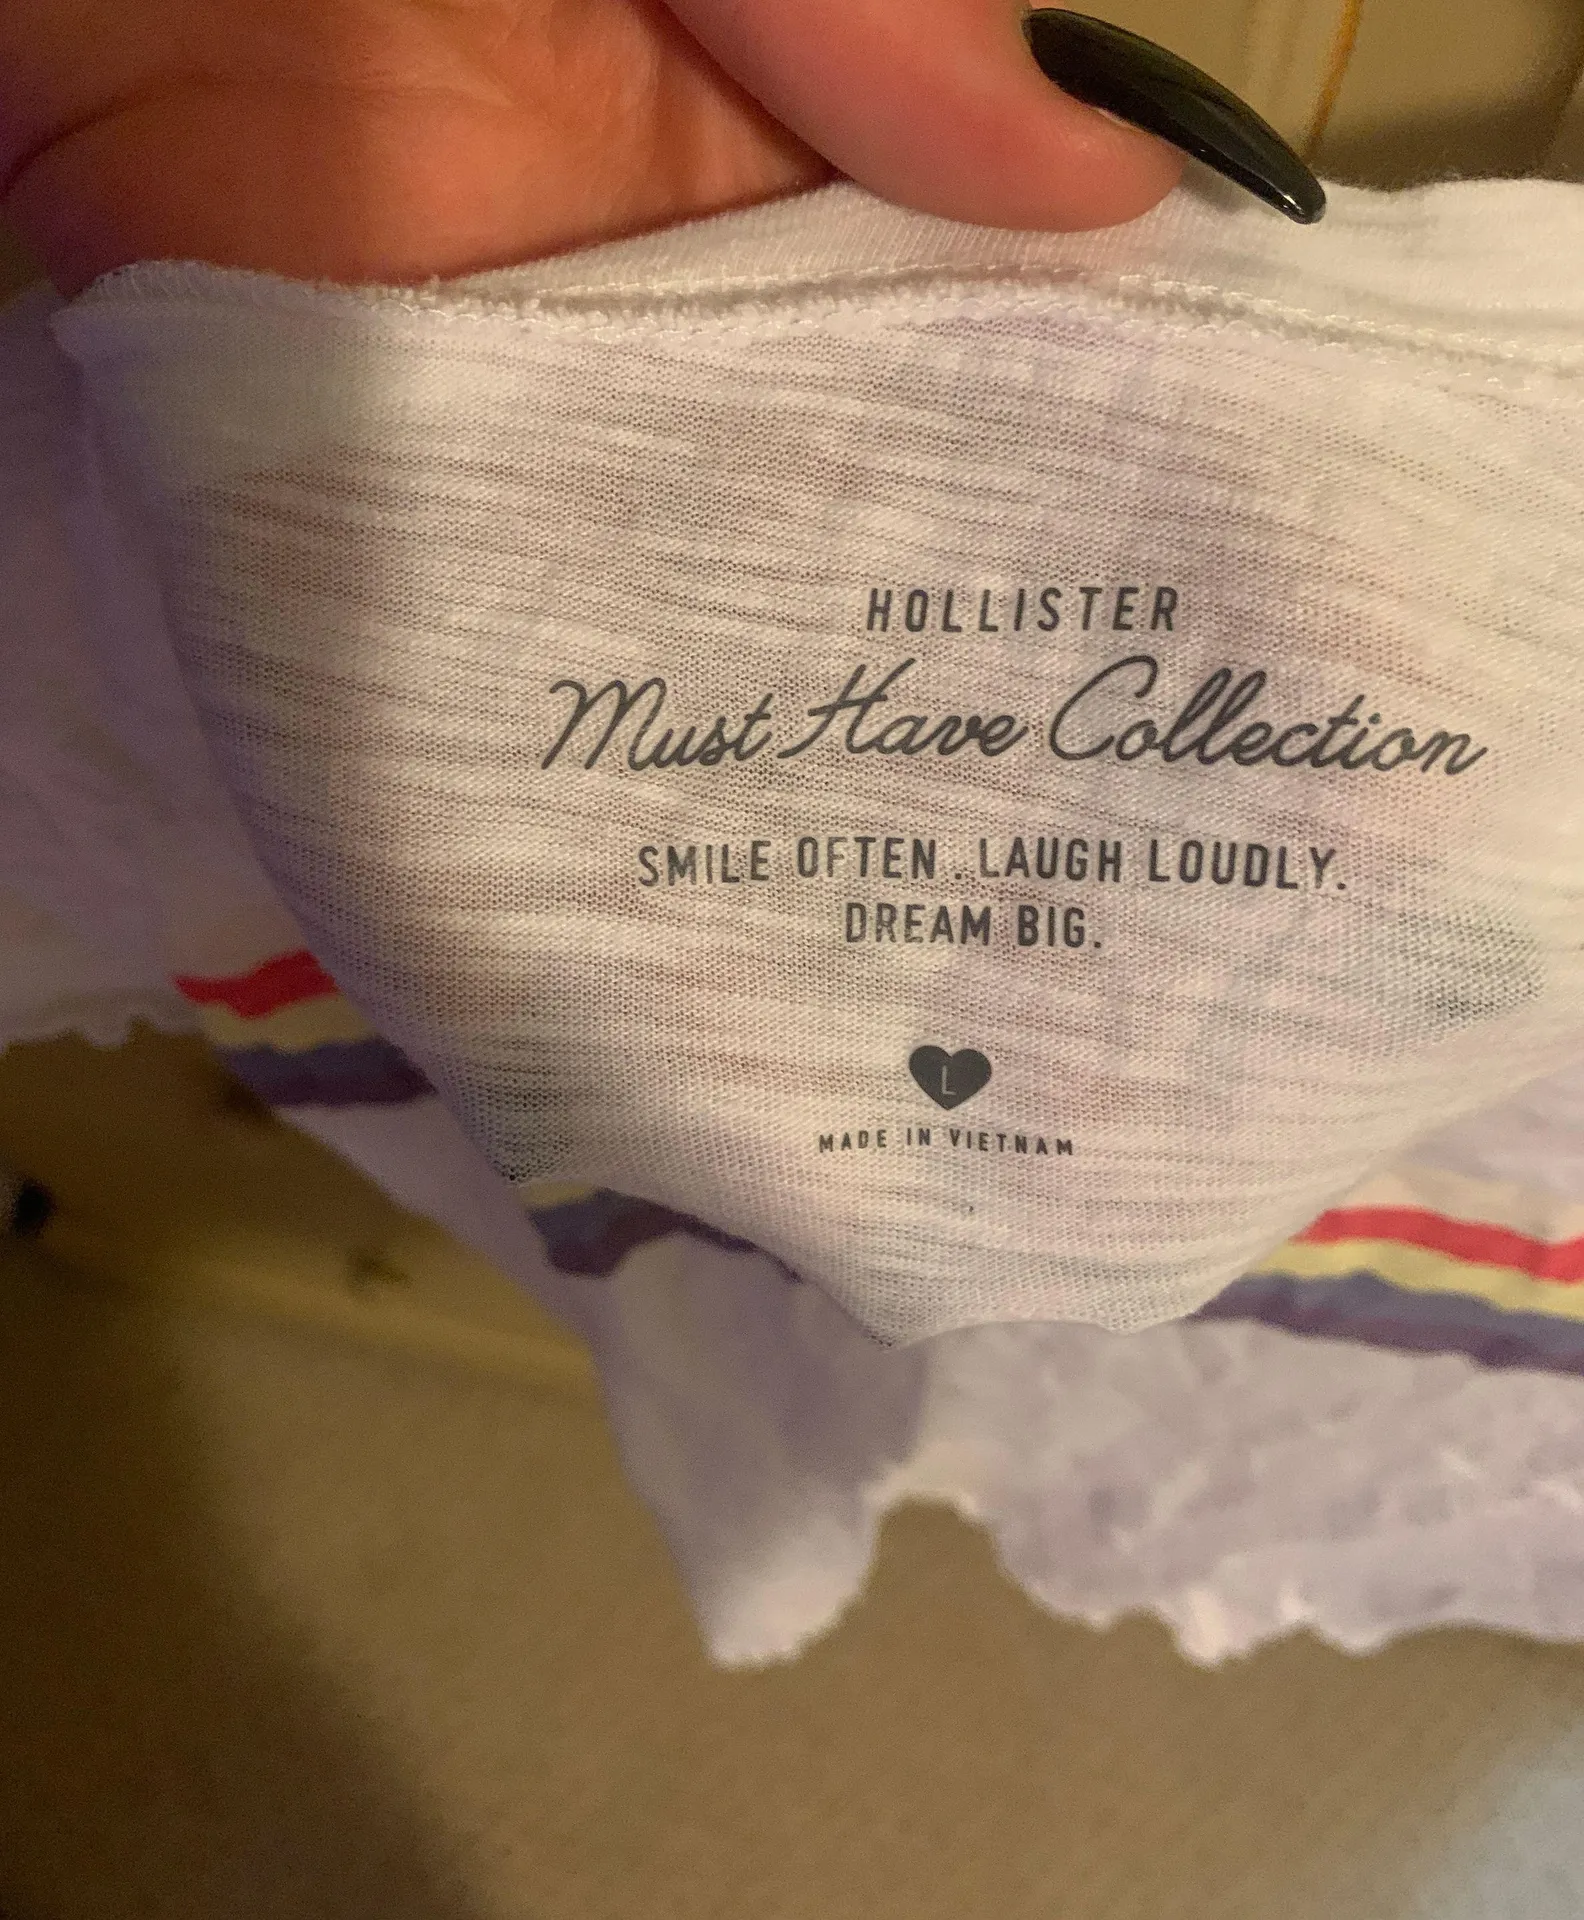 HOLLISTER
Must Have Collection
SMILE OFTEN. LAUGH LOUDLY.
DREAM BIG.
L
MADE IN VIETNAM